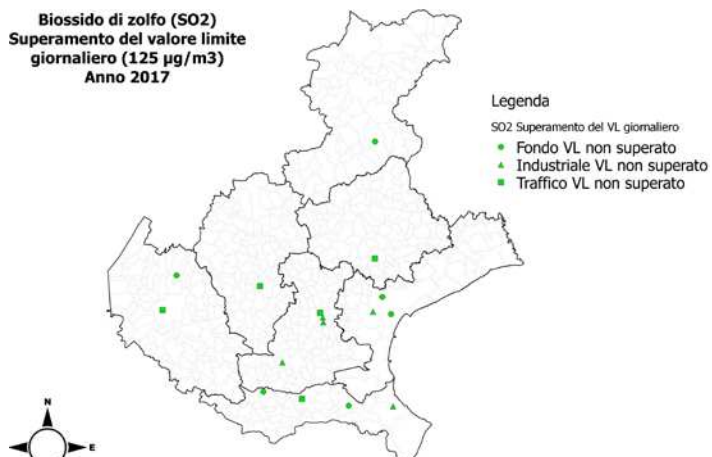 Biossido di zolfo (SO2)
Superamento del valore limite
giornaliero (125 µg/m3)
Anno 2017
Legenda
SO2 Superamento del VL giornaliero
Fondo VL non superato
Industriale VL non superato
Traffico VL non superato
N
E